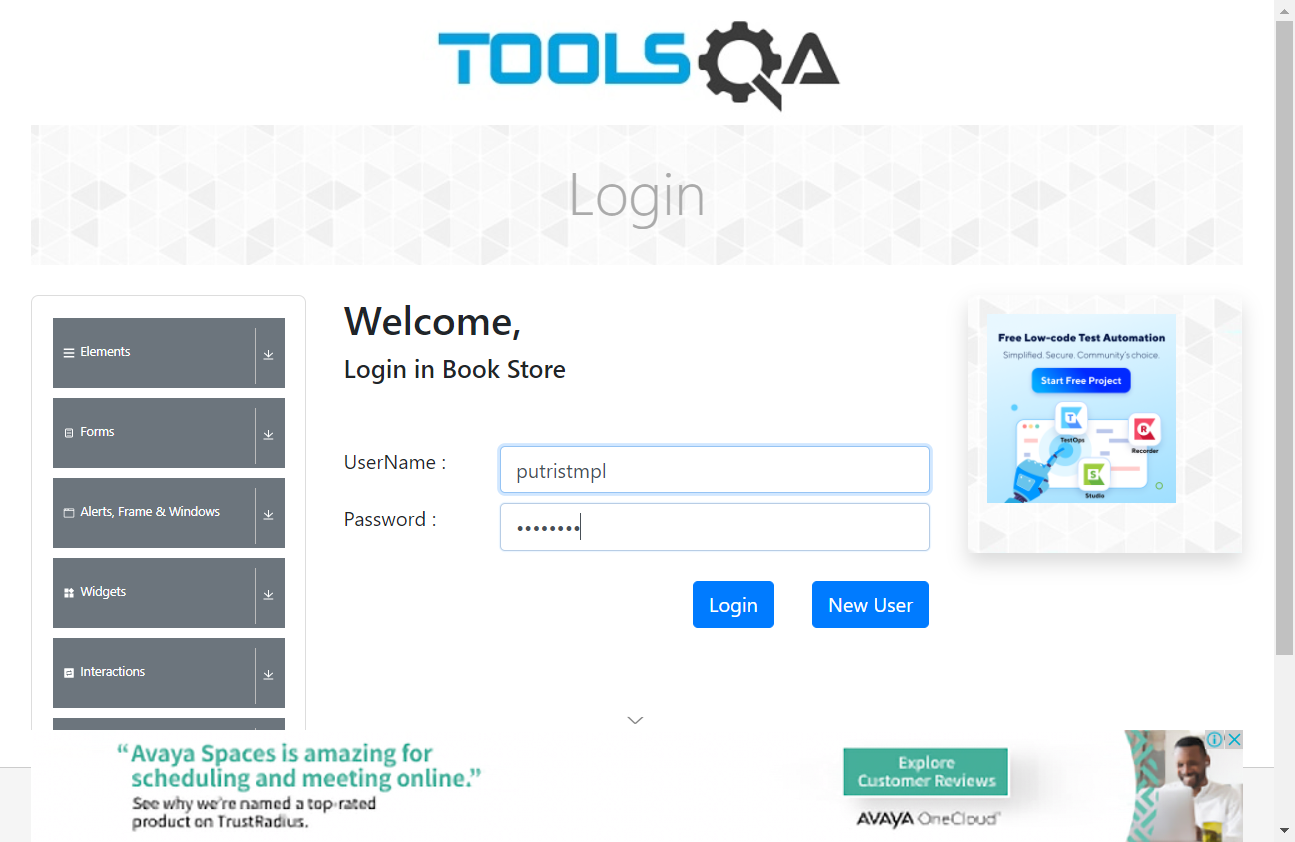 TOOLSQA
Login
Elements
Forms
Alerts, Frame & Windows
Widgets
Interactions
Welcome,
Login in Book Store
UserName :
putristmpl
Password :
••••••••
Login
New User
Free Low-code Test Automation
Simplified. Secure. Community's choice.
Start Free Project
T
TestOps
R
Recorder
S
Studio
“Avaya Spaces is amazing for
scheduling and meeting online.”
See why we're named a top-rated
product on TrustRadius.
Explore
Customer Reviews
AVAYA OneCloud™